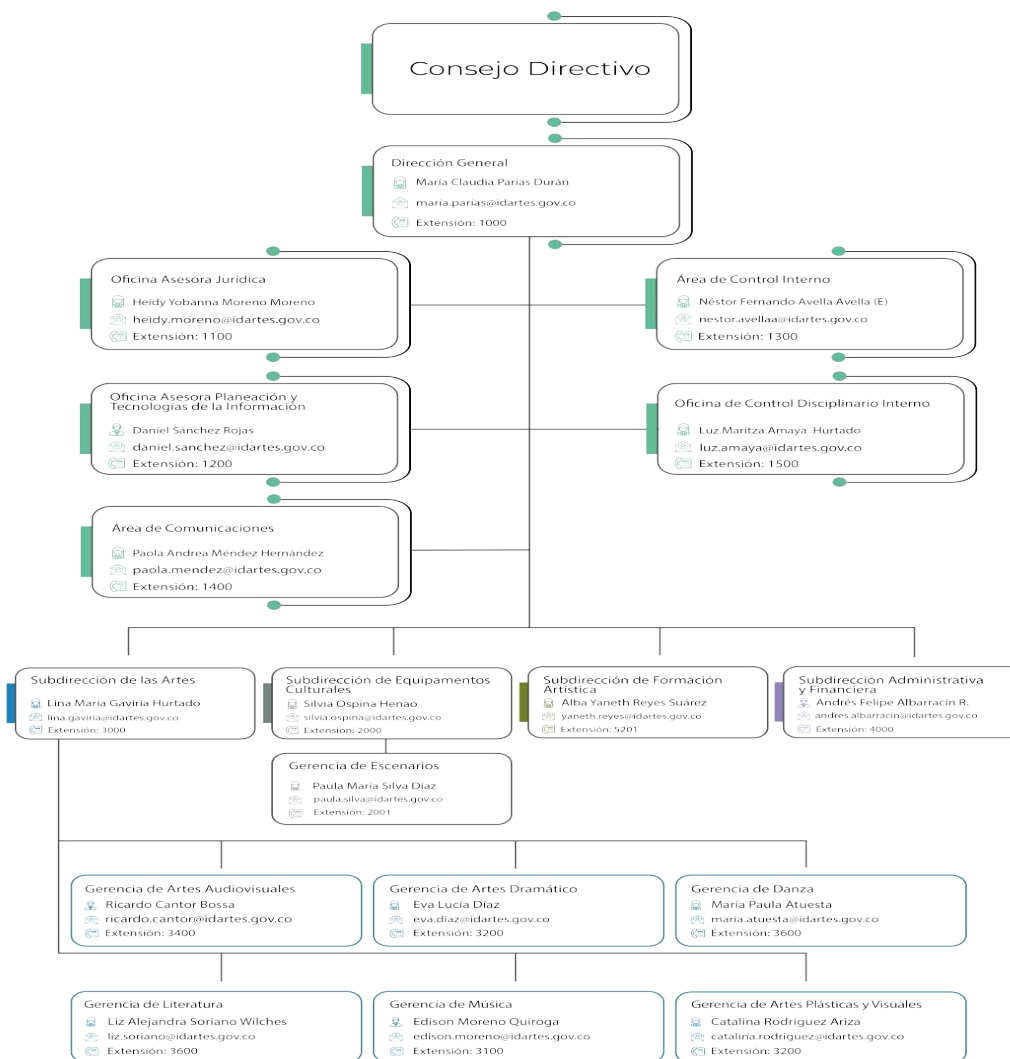 Consejo Directivo
Dirección General
María Claudia Parias Durán
maria.parias@idartes.gov.co
Extensión: 1000
Oficina Asesora Jurídica
Heidy Yobanna Moreno Moreno
heidy.moreno@idartes.gov.co
Extensión: 1100
Área de Control Interno
Néstor Fernando Avella Avella (E)
nestor.avellaa@idartes.gov.co
Extensión: 1300
Oficina Asesora Planeación y
Tecnologías de la Información
Daniel Sánchez Rojas
daniel.sanchez@idartes.gov.co
Extensión: 1200
Oficina de Control Disciplinario Interno
Luz Maritza Amaya Hurtado
luz.amaya@idartes.gov.co
Extensión: 1500
Área de Comunicaciones
Paola Andrea Méndez Hernández
paola.mendez@idartes.gov.co
Extensión: 1400
Subdirección de las Artes
Lina María Gaviria Hurtado
lina.gaviria@idartes.gov.co
Extensión: 3000
Subdirección de Equipamentos
Culturales
Silvia Ospina Henao
silvia.ospina@idartes.gov.co
Extensión: 2000
Subdirección de Formación
Artística
Alba Yaneth Reyes Suárez
yaneth.reyes@idartes.gov.co
Extensión: 5201
Subdirección Administrativa
y Financiera
Andrés Felipe Albarracín R.
andres.albarracin@idartes.gov.co
Extensión: 4000
Gerencia de Escenarios
Paula María Silva Díaz
paula.silva@idartes.gov.co
Extensión: 2001
Gerencia de Artes Audiovisuales
Ricardo Cantor Bossa
ricardo.cantor@idartes.gov.co
Extensión: 3400
Gerencia de Artes Dramático
Eva Lucía Díaz
eva.diaz@idartes.gov.co
Extensión: 3200
Gerencia de Danza
María Paula Atuesta
maria.atuesta@idartes.gov.co
Extensión: 3600
Gerencia de Literatura
Liz Alejandra Soriano Wilches
liz.soriano@idartes.gov.co
Extensión: 3600
Gerencia de Música
Edison Moreno Quiroga
edison.moreno@idartes.gov.co
Extensión: 3100
Gerencia de Artes Plásticas y Visuales
Catalina Rodríguez Ariza
catalina.rodriguez@idartes.gov.co
Extensión: 3200